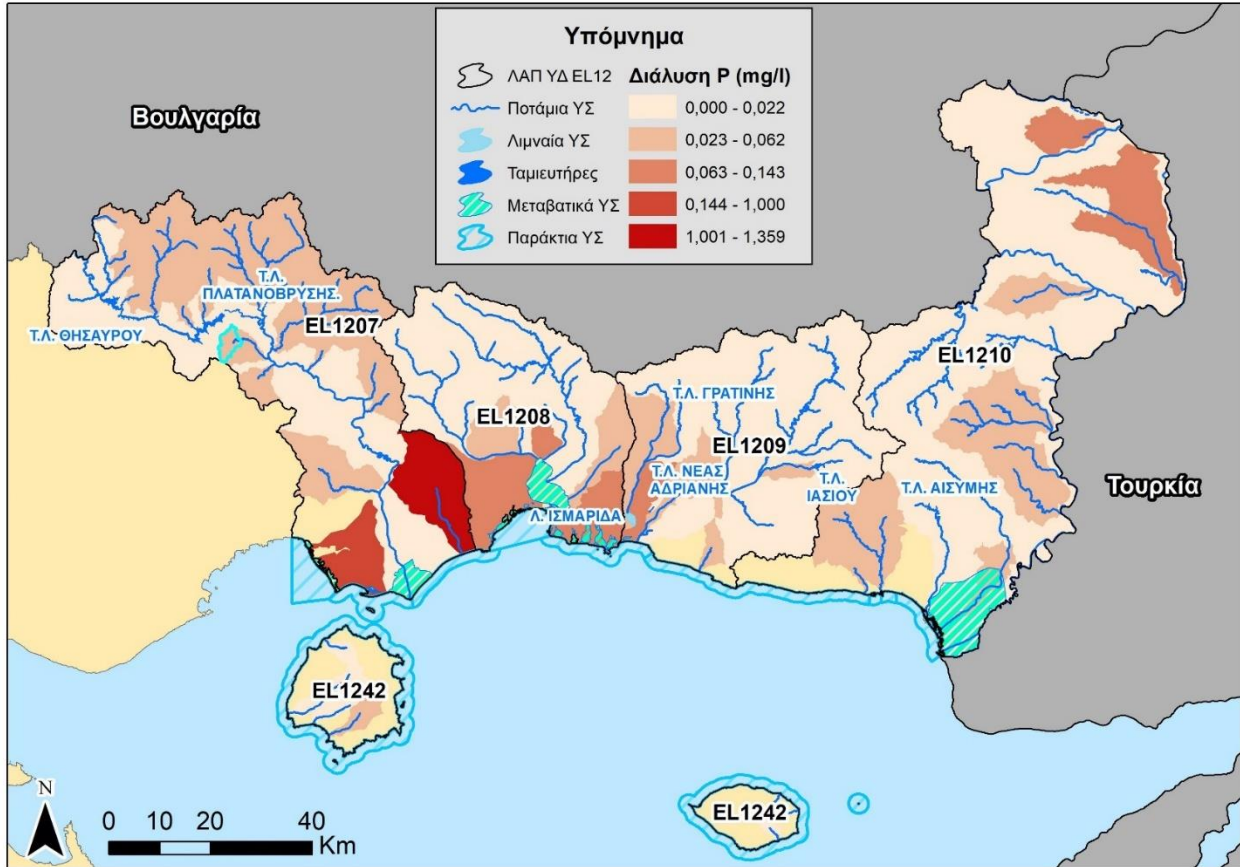 Υπόμνημα
ΛΑΠ ΥΔ EL12
Ποτάμια ΥΣ
Λιμναία ΥΣ
Ταμιευτήρες
Μεταβατικά ΥΣ
Παράκτια ΥΣ
Διάλυση P (mg/l)
0,000 - 0,022
0,023 - 0,062
0,063 - 0,143
0,144 - 1,000
1,001 - 1,359
Βουλγαρία
Τ.Λ.
ΠΛΑΤΑΝΟΒΡΥΣΗΣ.
Τ.Λ. ΘΗΣΑΥΡΟΥ
EL1207
EL1208
Τ.Λ. ΓΡΑΤΙΝΗΣ
EL1209
EL1210
Τ.Λ. ΝΕΑΣ
ΑΔΡΙΑΝΗΣ
Τ.Λ.
ΙΑΣΙΟΥ
Τ.Λ. ΑΙΣΥΜΗΣ
Τουρκία
Λ. ΙΣΜΑΡΙΔΑ
EL1242
EL1242
N
0 10 20 40
Km